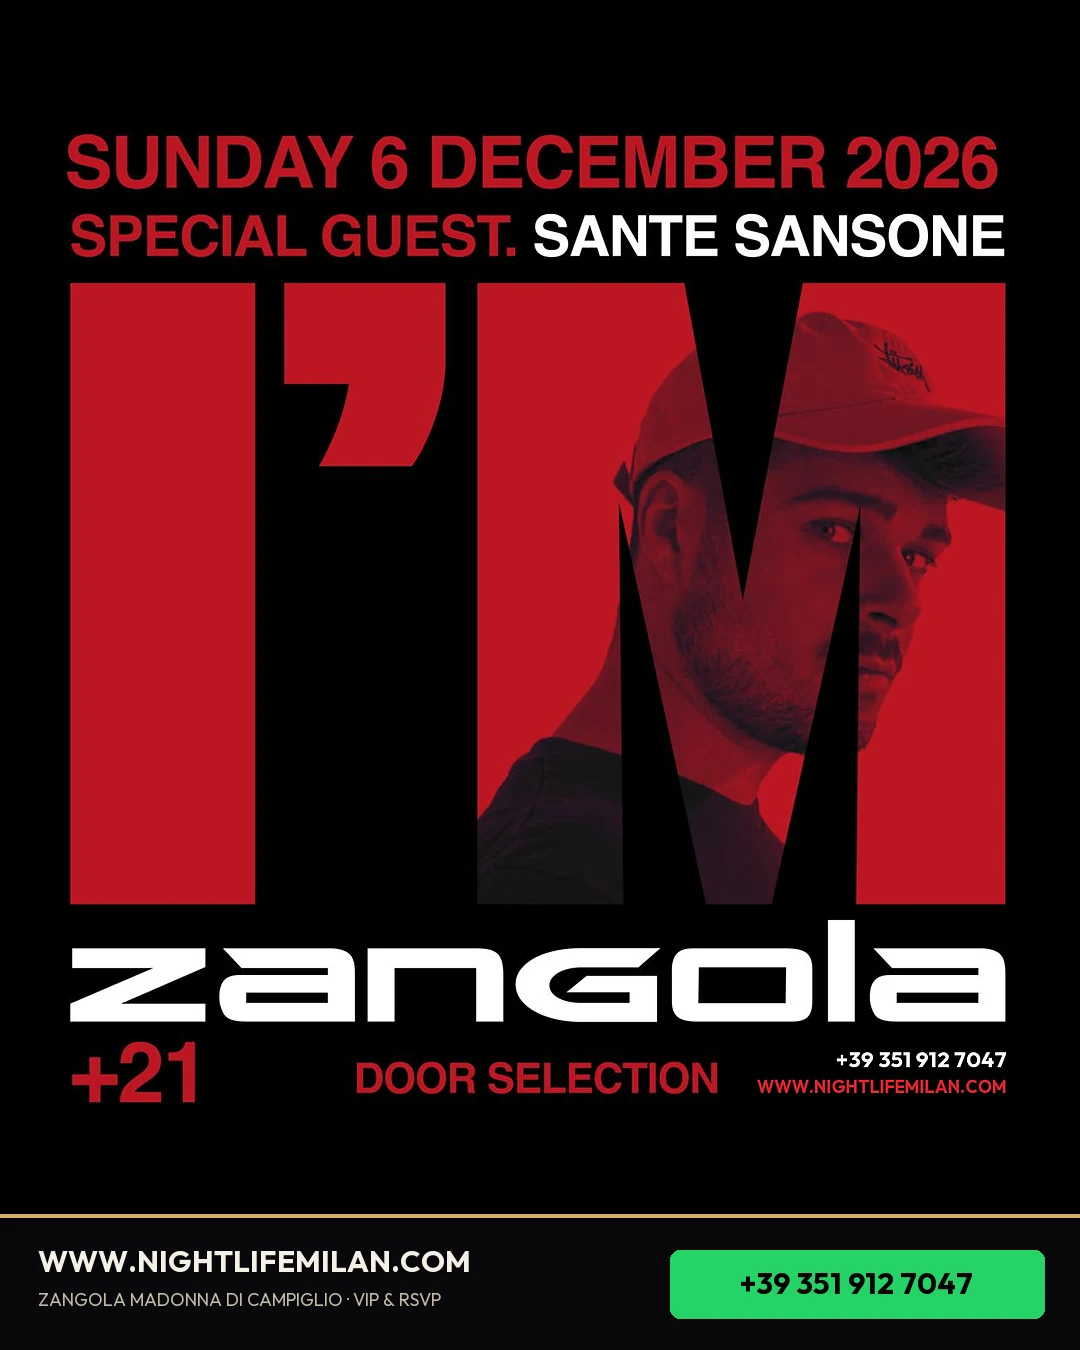 SUNDAY 6 DECEMBER 2026
SPECIAL GUEST. SANTE SANSONE
I'M
zangola
+21
DOOR SELECTION
+39 351 912 7047
WWW.NIGHTLIFEMILAN.COM
WWW.NIGHTLIFEMILAN.COM
ZANGOLA MADONNA DI CAMPIGLIO · VIP & RSVP
+39 351 912 7047